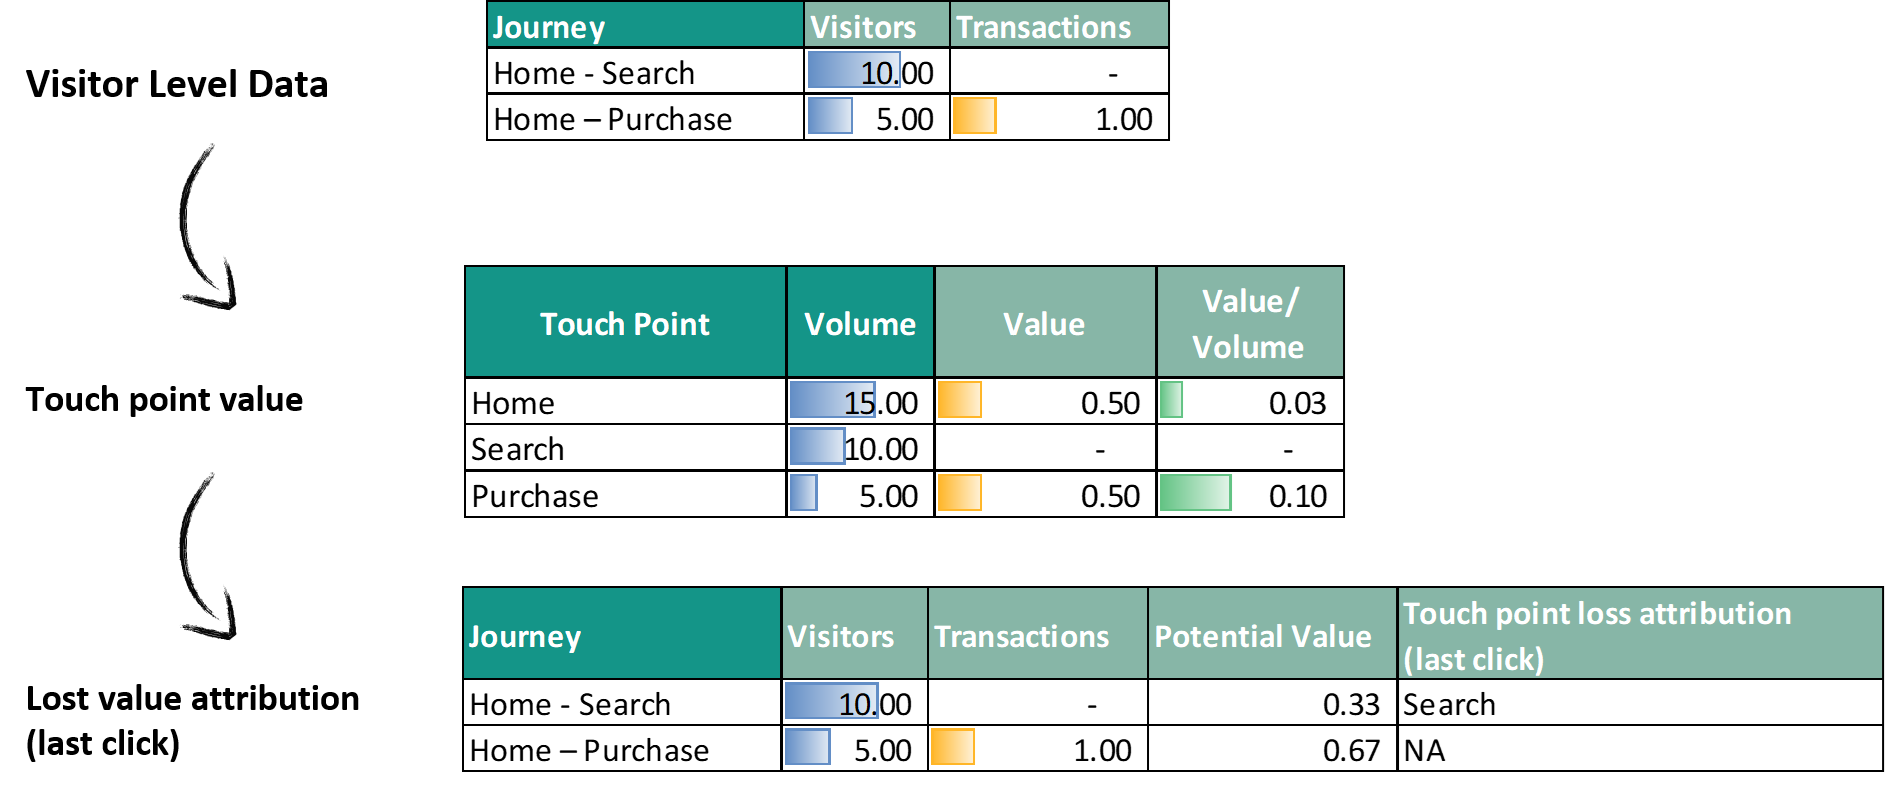 Visitor Level Data
Journey Visitors Transactions
Home - Search 10.00 -
Home – Purchase 5.00 1.00
Touch point value
Touch Point Volume Value Value/
Volume
Home 15.00 0.50 0.03
Search 10.00 - -
Purchase 5.00 0.50 0.10
Lost value attribution
(last click)
Journey Visitors Transactions Potential Value Touch point loss attribution
(last click)
Home - Search 10.00 - 0.33 Search
Home – Purchase 5.00 1.00 0.67 NA